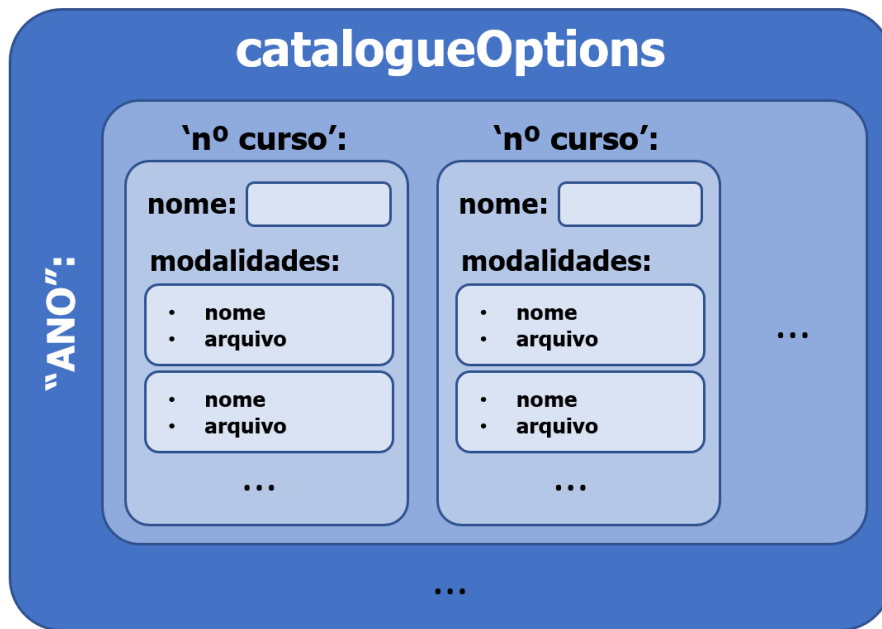 catalogueOptions
“ANO”:
‘nº curso’:
nome:
modalidades:
• nome
• arquivo
• nome
• arquivo
...
‘nº curso’:
nome:
modalidades:
• nome
• arquivo
• nome
• arquivo
...
...
...